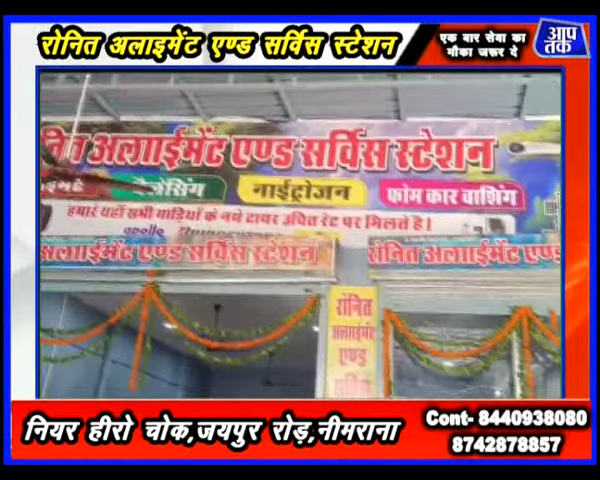 रोनित अलाइमेंट एण्ड सर्विस स्टेशन
एक बार सेवा का
मौका जरूर दे
आप
तक
अलााईमेंट एण्ड सर्विस स्टेशन
नाईट्रोजन
फोम कार वाशिंग
हमारे यहाँ सभी गाड़ियों के नये टायर उचित रेट पर मिलते है।
apollo
अलााईमेंट एण्ड सर्विस स्टेशन
रोनित अलााईमेंट
रोनित
अलााईमेंट
एण्ड
नियर हीरो चोक,जयपुर रोड़,नीमराना
Cont- 8440938080
8742878857